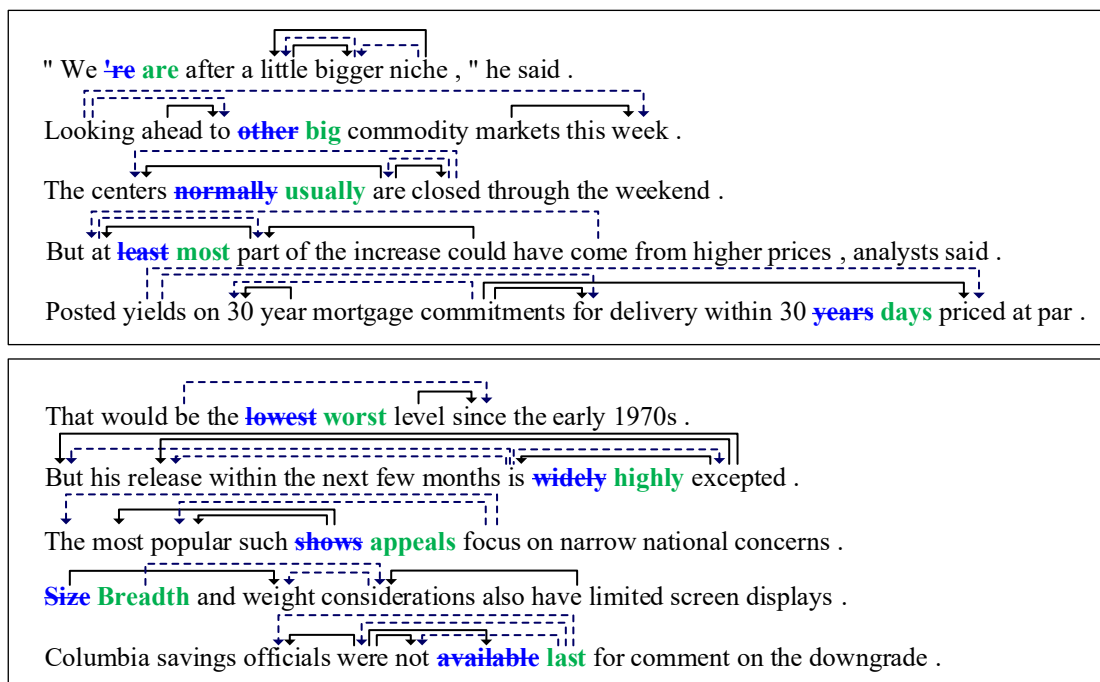 " We 're are after a little bigger niche , " he said .
Looking ahead to other big commodity markets this week .
The centers normally usually are closed through the weekend .
But at least most part of the increase could have come from higher prices , analysts said .
Posted yields on 30 year mortgage commitments for delivery within 30 years days priced at par .
That would be the lowest worst level since the early 1970s .
But his release within the next few months is widely highly excepted .
The most popular such shows appeals focus on narrow national concerns .
Size Breadth and weight considerations also have limited screen displays .
Columbia savings officials were not available last for comment on the downgrade .